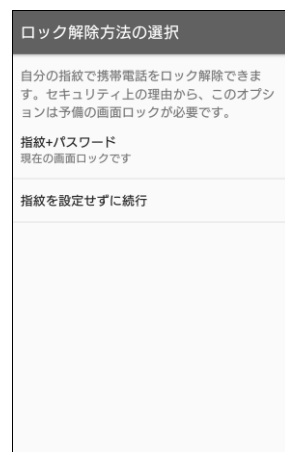 ロック解除方法の選択
自分の指紋で携帯電話をロック解除できま
す。セキュリティ上の理由から、このオプシ
ョンは予備の画面ロックが必要です。
指紋+パスワード
現在の画面ロックです
指紋を設定せずに続行